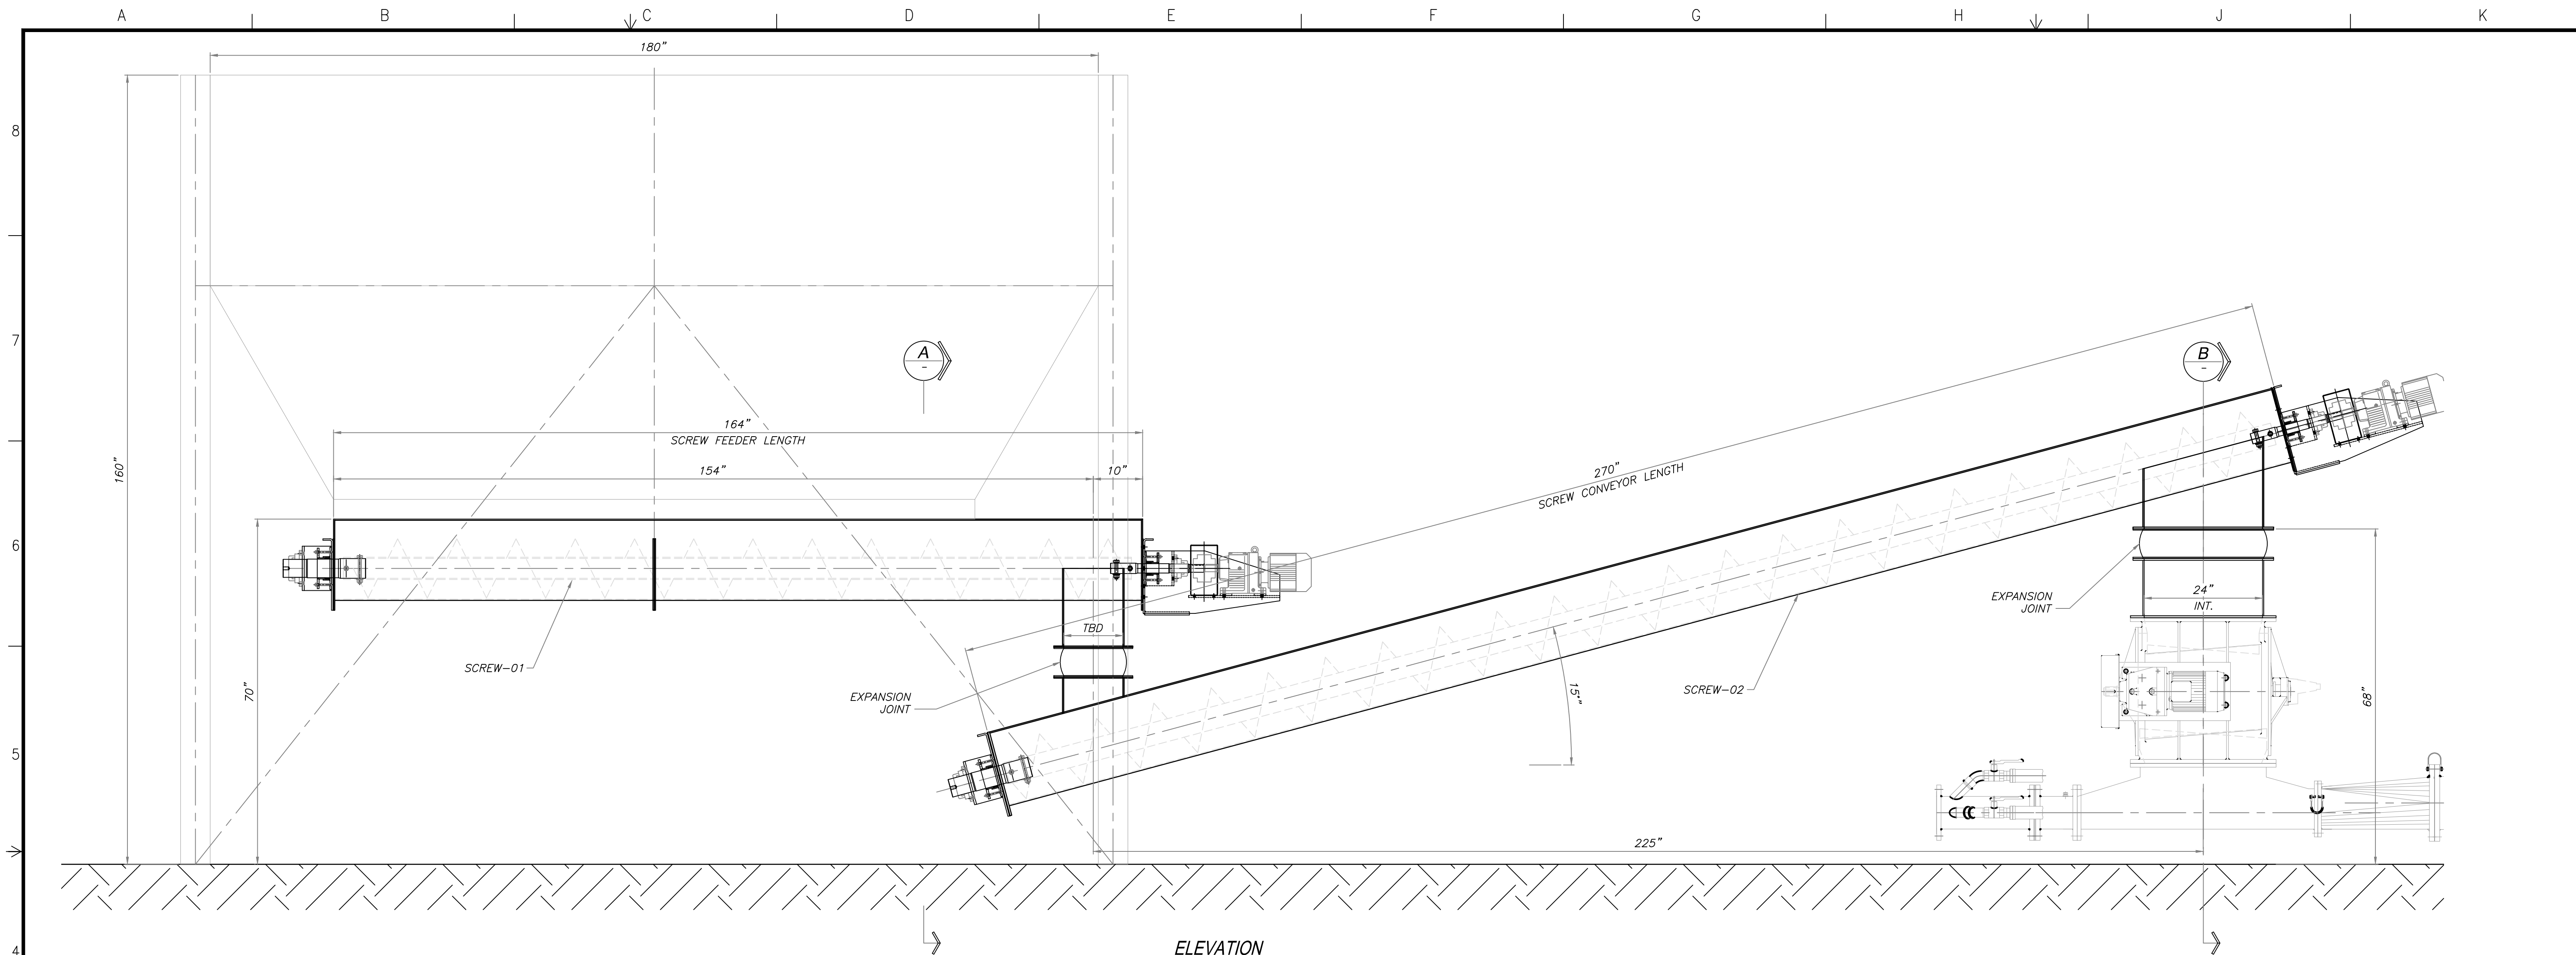 A B C D E F G H J K
180"
8
7
A
-
B
-
164"
SCREW FEEDER LENGTH
160"
154"
10"
270"
SCREW CONVEYOR LENGTH
6
EXPANSION
JOINT
24"
INT.
TBD
SCREW-01
70"
EXPANSION
JOINT
15°
SCREW-02
68"
5
225"
4
ELEVATION